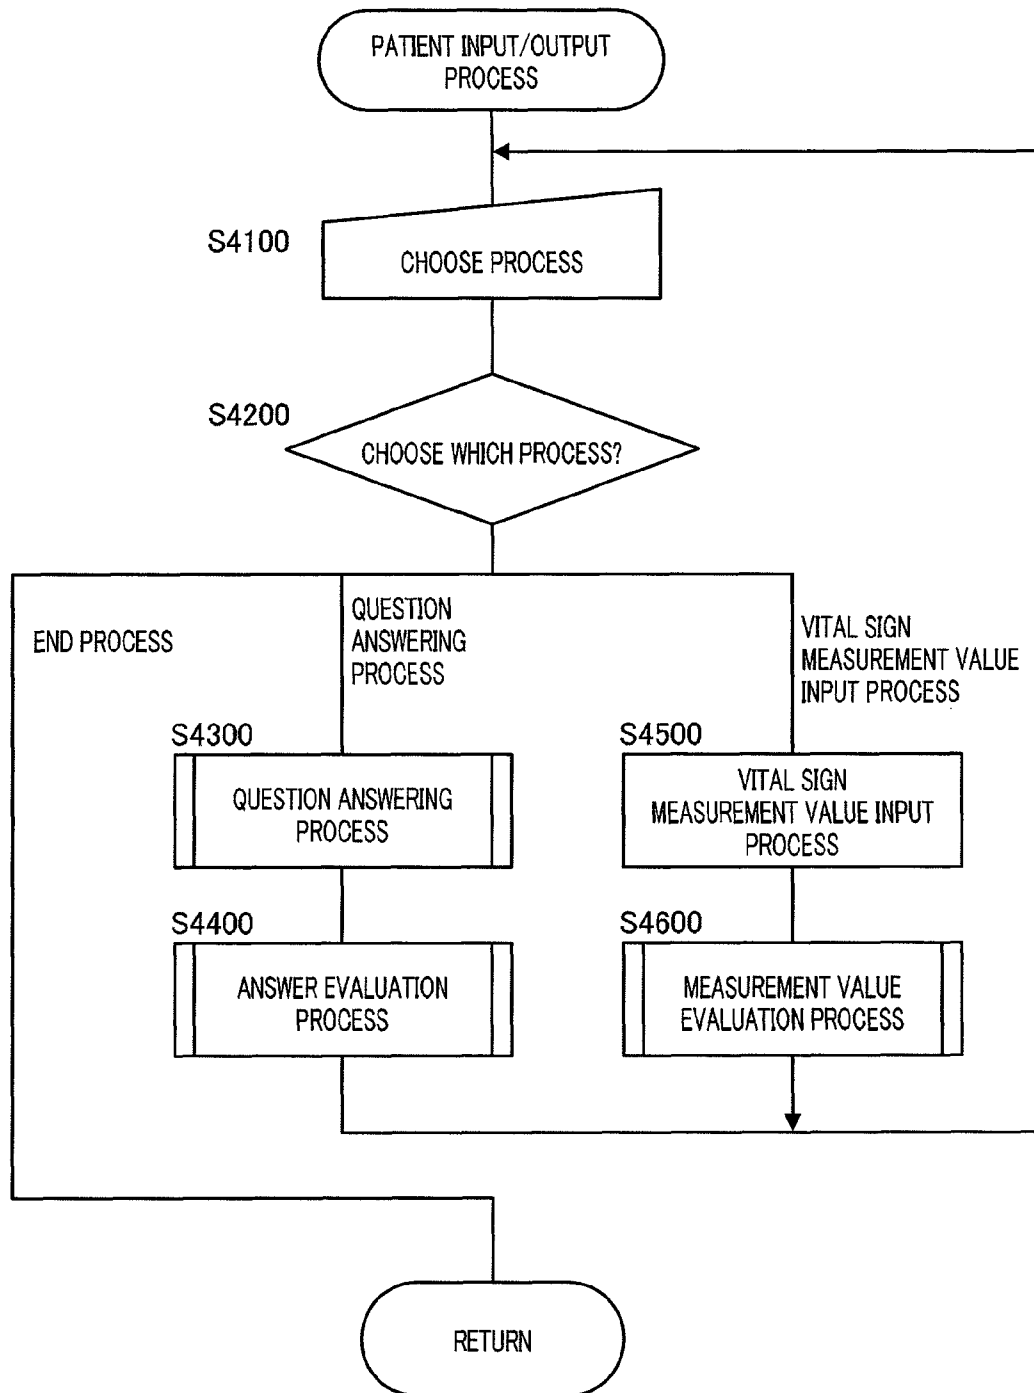 PATIENT INPUT/OUTPUT
PROCESS
S4100
CHOOSE PROCESS
S4200
CHOOSE WHICH PROCESS?
END PROCESS
QUESTION
ANSWERING
PROCESS
VITAL SIGN
MEASUREMENT VALUE
INPUT PROCESS
S4300
QUESTION ANSWERING
PROCESS
S4500
VITAL SIGN
MEASUREMENT VALUE INPUT
PROCESS
S4400
ANSWER EVALUATION
PROCESS
S4600
MEASUREMENT VALUE
EVALUATION PROCESS
RETURN